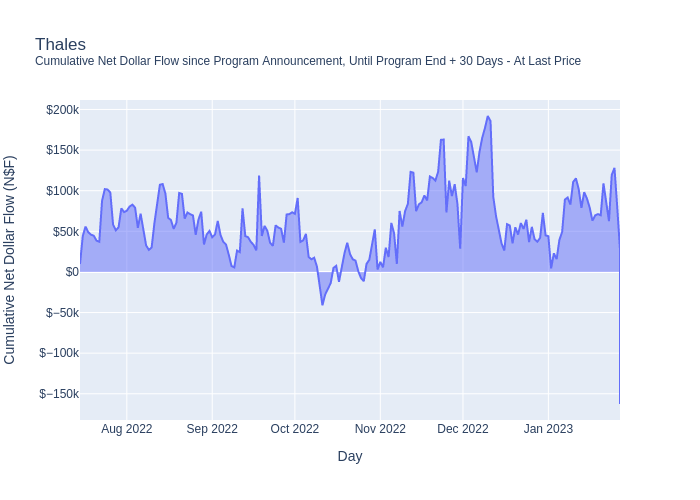 Thales
Cumulative Net Dollar Flow since Program Announcement, Until Program End + 30 Days - At Last Price
Cumulative Net Dollar Flow (N$F)
$200k
$150k
$100k
$50k
$0
$−50k
$−100k
$−150k
Aug 2022
Sep 2022
Oct 2022
Nov 2022
Dec 2022
Jan 2023
Day